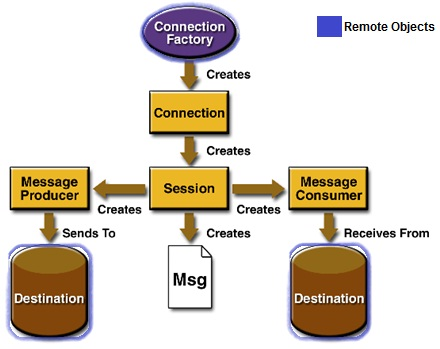 Connection
Factory
Remote Objects
Creates
Connection
Creates
Message
Producer
Session
Message
Consumer
Creates
Creates
Sends To
Creates
Receives From
Destination
Msg
Destination